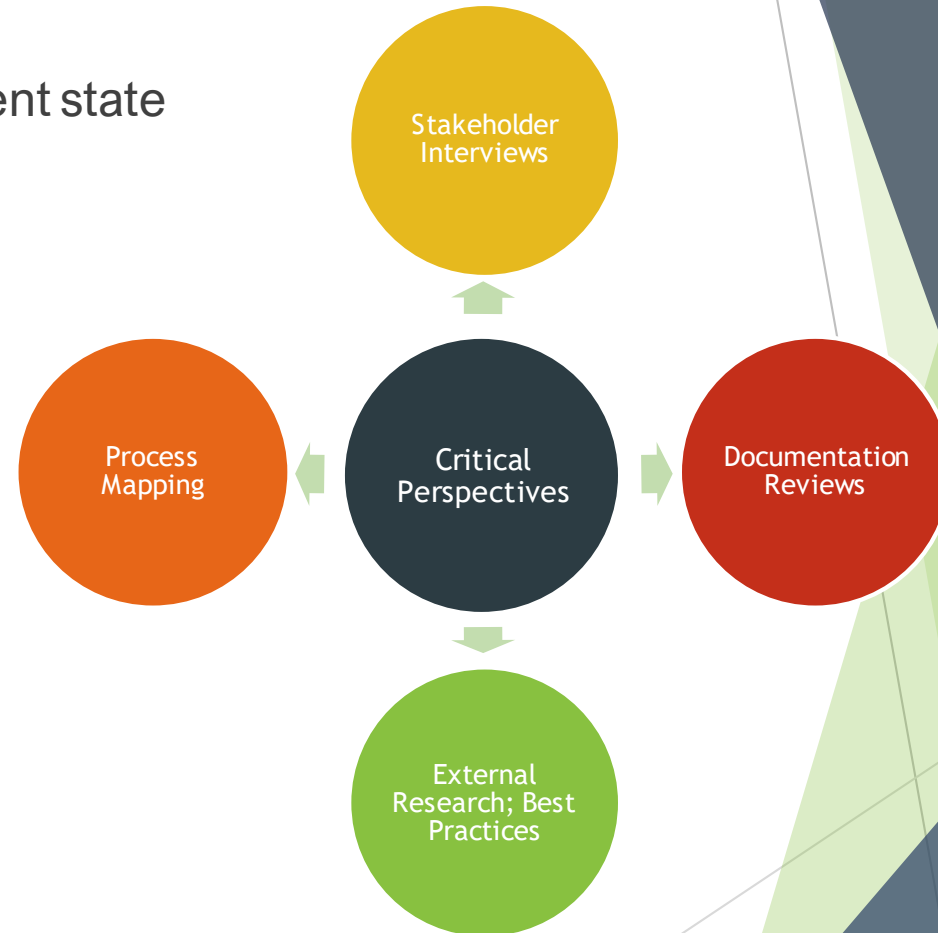 ent state
Stakeholder
Interviews
Process
Mapping
Critical
Perspectives
Documentation
Reviews
External
Research; Best
Practices